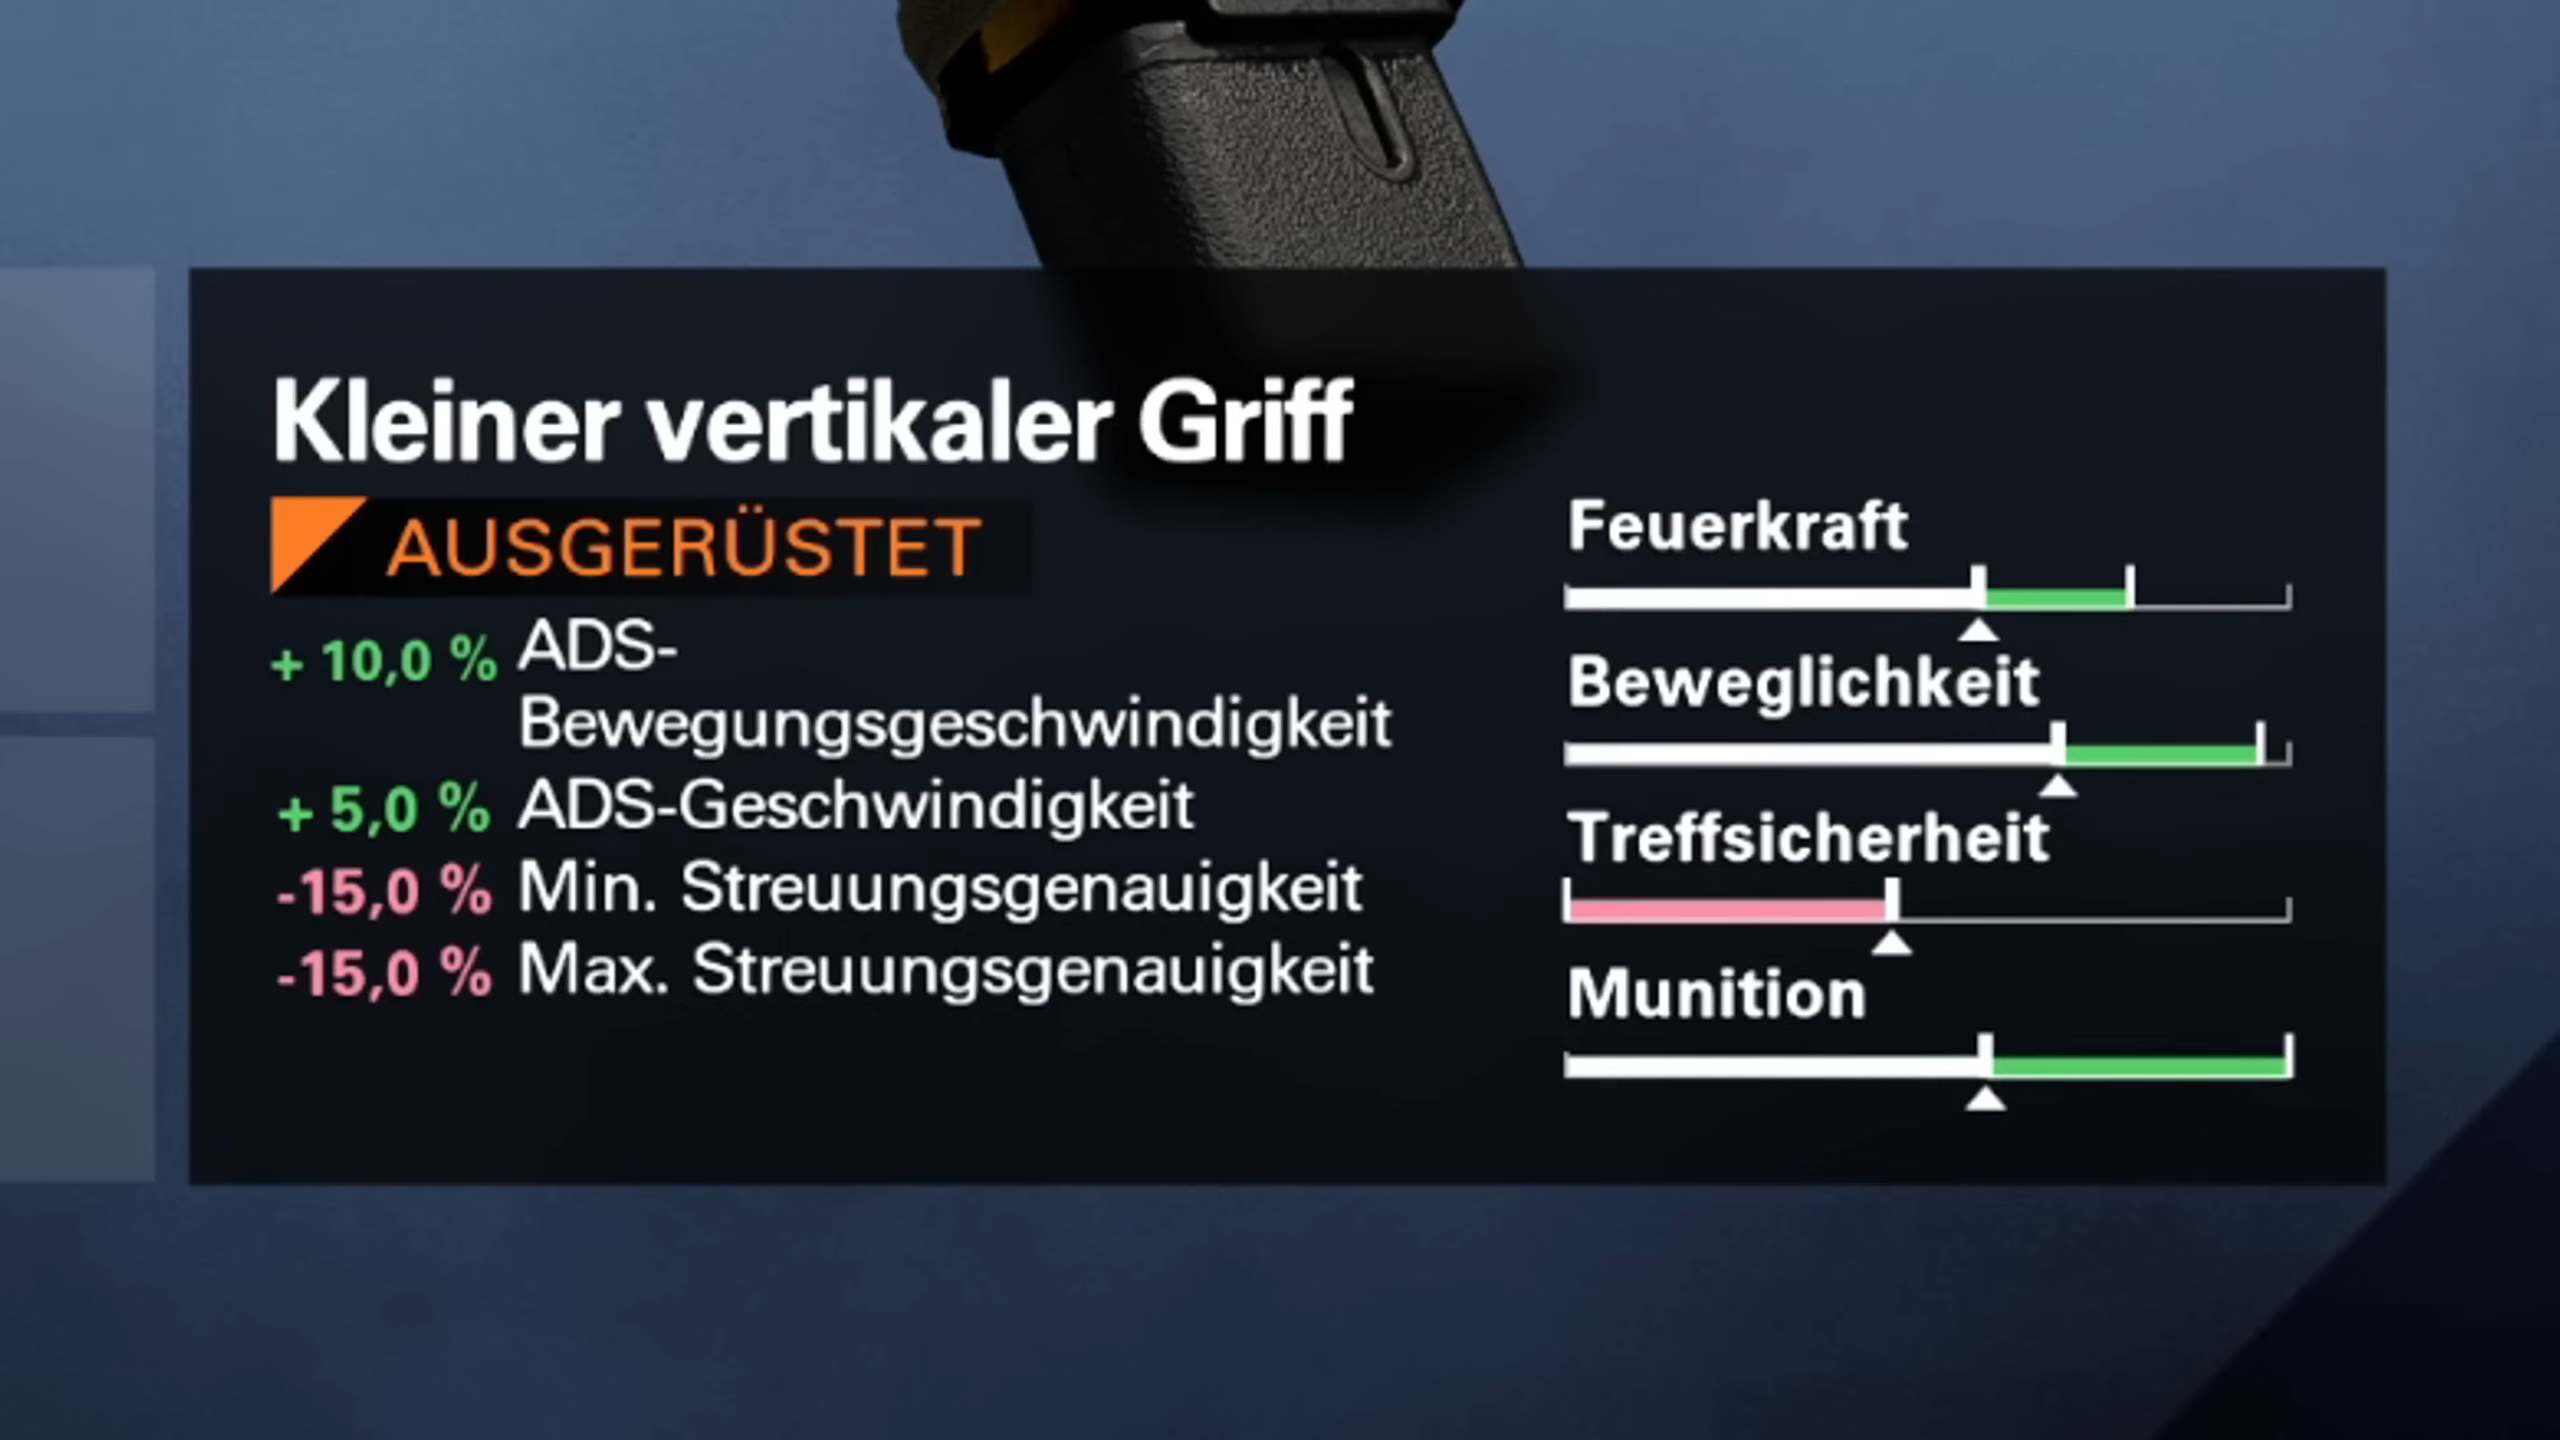 Kleiner vertikaler Griff
AUSGERÜSTET
+ 10,0 % ADS-
Bewegungsgeschwindigkeit
+ 5,0 % ADS-Geschwindigkeit
-15,0 % Min. Streuungsgenauigkeit
-15,0 % Max. Streuungsgenauigkeit
Feuerkraft
Beweglichkeit
Treffsicherheit
Munition